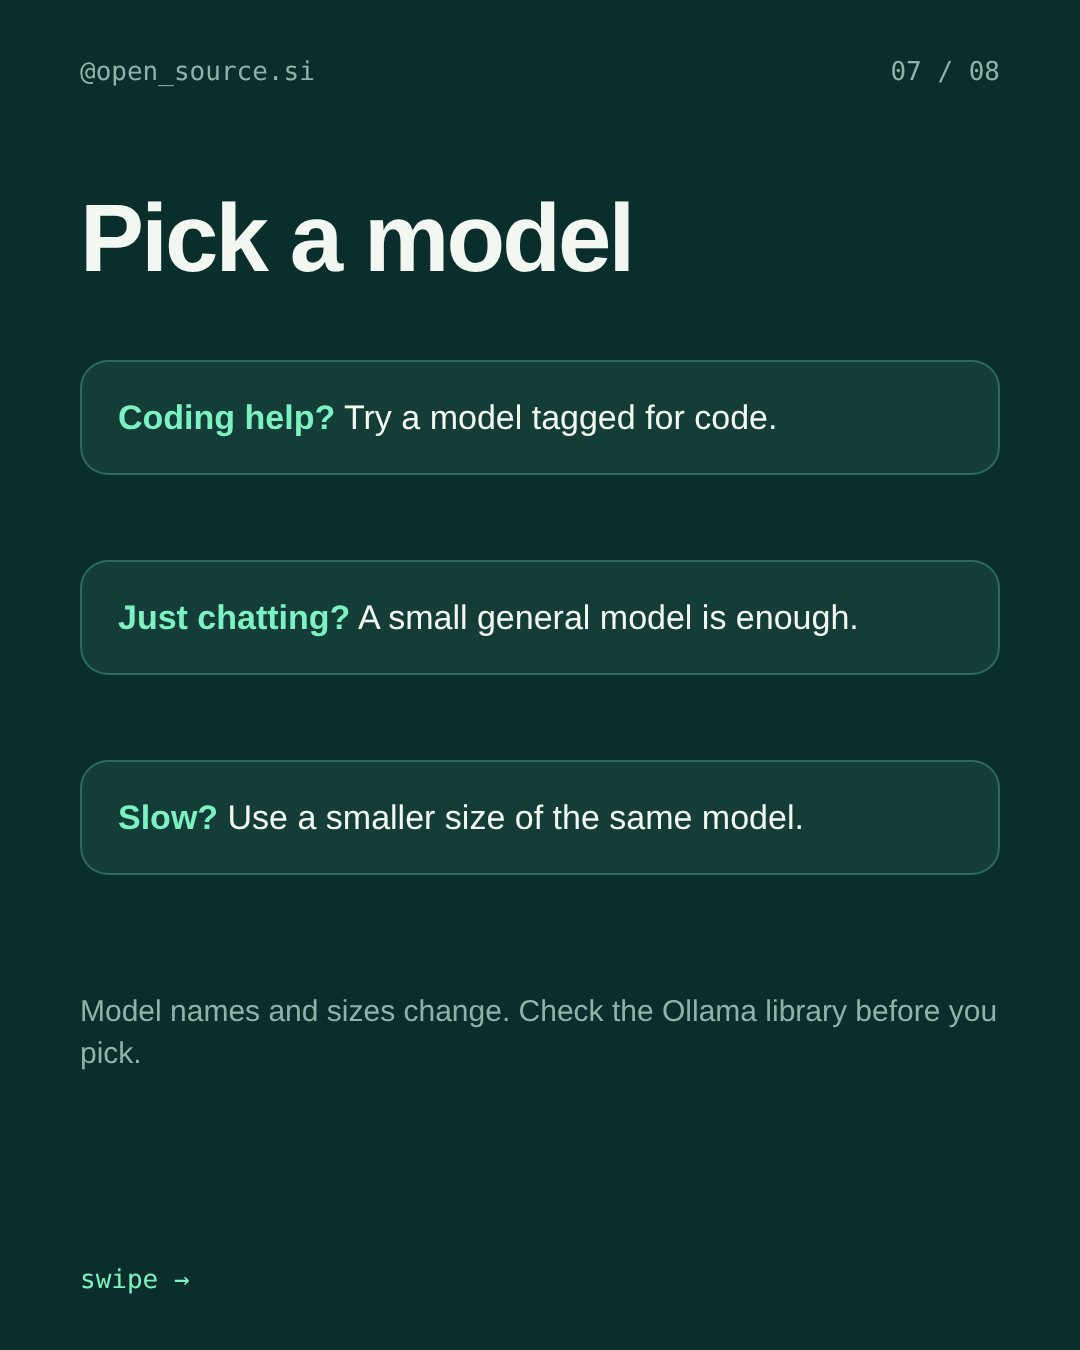 @open_source.si
07 / 08
Pick a model
Coding help? Try a model tagged for code.
Just chatting? A small general model is enough.
Slow? Use a smaller size of the same model.
Model names and sizes change. Check the Ollama library before you
pick.
swipe →